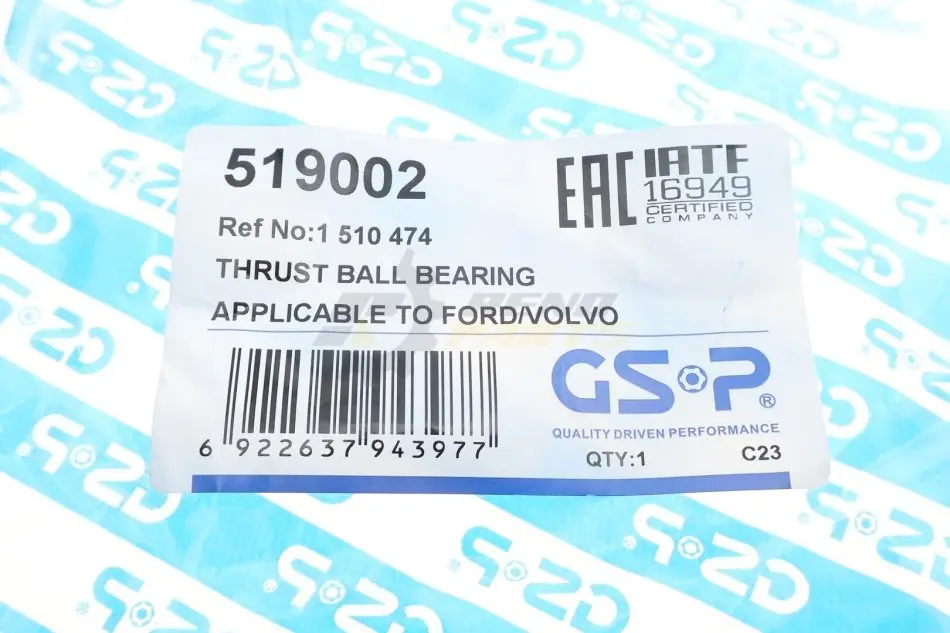 519002
EAC
IATF
16949
CERTIFIED
COMPANY
Ref No:1 510 474
THRUST BALL BEARING
APPLICABLE TO FORD/VOLVO
6 922637 943977
GS·P®
QUALITY DRIVEN PERFORMANCE
QTY:1 C23